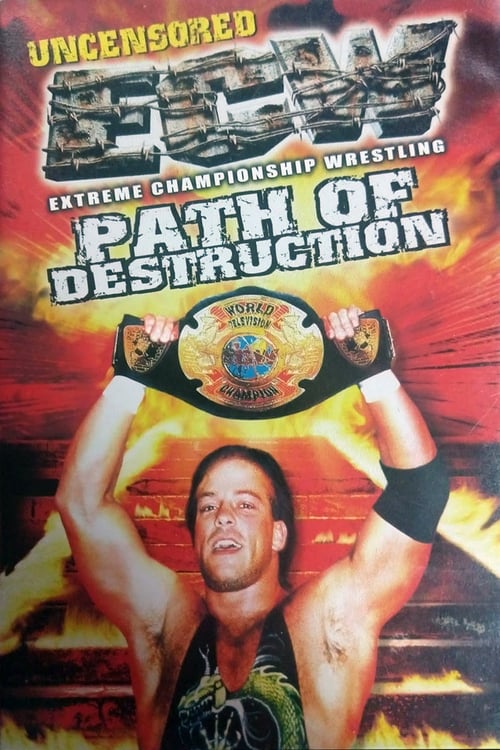 UNCENSORED
ECW
EXTREME CHAMPIONSHIP WRESTLING
PATH OF
DESTRUCTION
WORLD
TELEVISION
CHAMPION